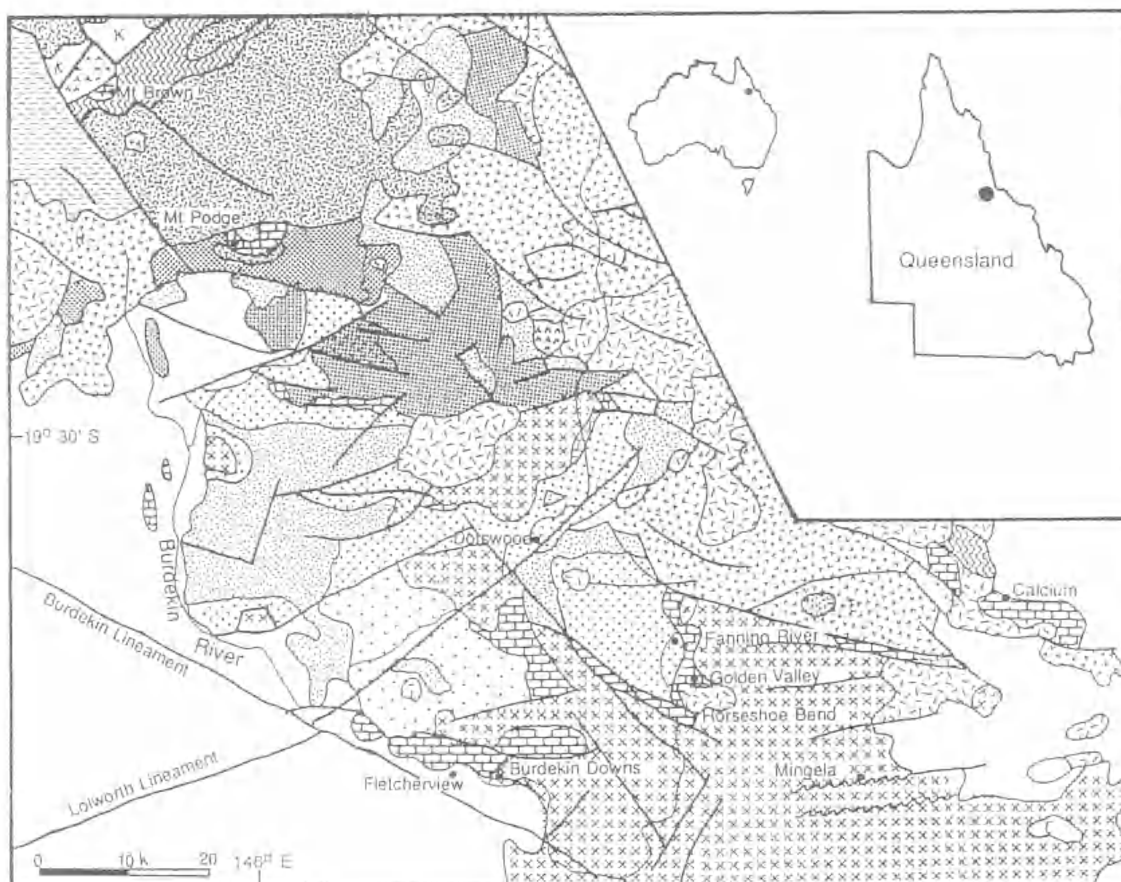 K
Mt Brown
Mt Podge
Queensland
19° 30' S
Dotswood
Burdekin
River
Calcium
Burdekin Lineament
Fanning River
Golden Valley
Horseshoe Bend
Lolworth Lineament
Burdekin Downs
Mingela
Fletcherview
0 10 k 20
146° E